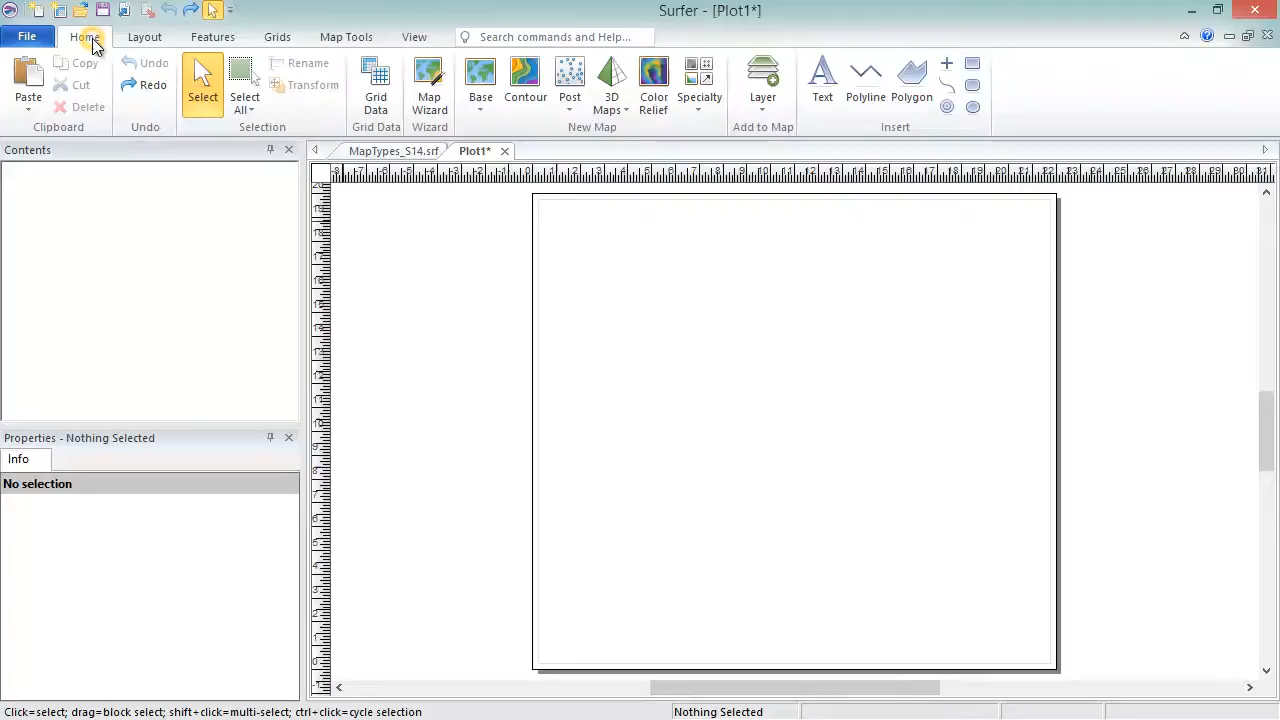 Surfer - [Plot1*]
File Home Layout Features Grids Map Tools View Search commands and Help...
Paste Copy Cut Delete
Clipboard
Undo Redo
Undo
Select Select All Rename Transform
Selection
Grid Data
Grid Data
Map Wizard
Wizard
Base Contour Post 3D Maps Color Relief Specialty
New Map
Layer
Add to Map
Text Polyline Polygon
Insert
Contents
MapTypes_S14.srf Plot1*
Properties - Nothing Selected
Info
No selection
Click=select; drag=block select; shift+click=multi-select; ctrl+click=cycle selection
Nothing Selected